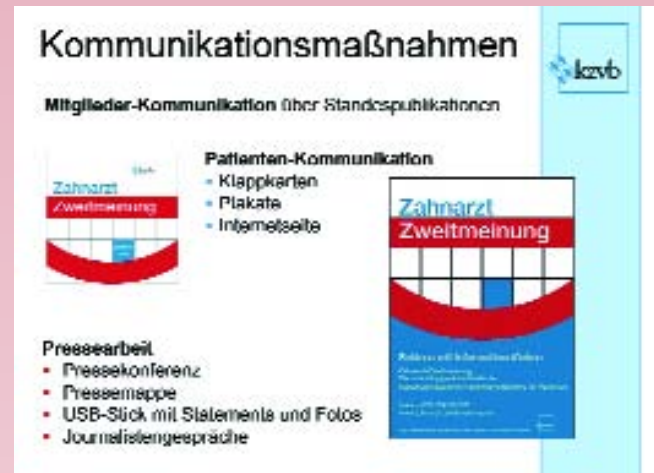 Kommunikationsmaßnahmen
kzvb
Mitglieder-Kommunikation über Standespublikationen
Patienten-Kommunikation
Klappkarten
Plakate
Internetseite
Zahnarzt
Zweitmeinung
Zahnarzt
Zweitmeinung
Pressearbeit
Pressekonferenz
Pressemappe
USB-Stick mit Statements und Fotos
Journalistengespräche